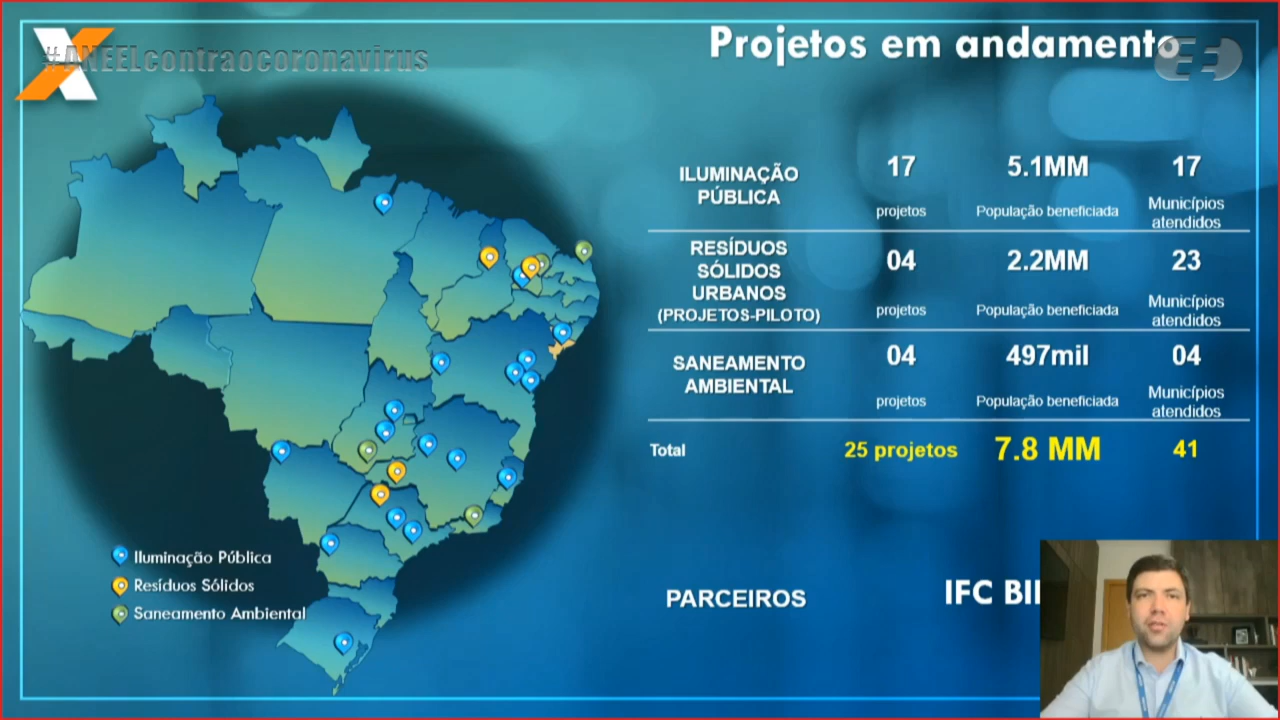 #ANEELcontraocoronavirus
Projetos em andamento
ILUMINAÇÃO
PÚBLICA
17
projetos
5.1MM
População beneficiada
17
Municípios
atendidos
RESÍDUOS
SÓLIDOS
URBANOS
(PROJETOS-PILOTO)
04
projetos
2.2MM
População beneficiada
23
Municípios
atendidos
SANEAMENTO
AMBIENTAL
04
projetos
497mil
População beneficiada
04
Municípios
atendidos
Total
25 projetos
7.8 MM
41
Iluminação Pública
Resíduos Sólidos
Saneamento Ambiental
PARCEIROS
IFC